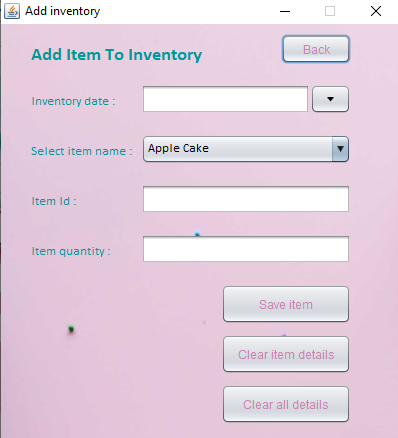 Add inventory
Add Item To Inventory
Back
Inventory date :
Select item name :
Apple Cake
Item Id :
Item quantity :
Save item
Clear item details
Clear all details